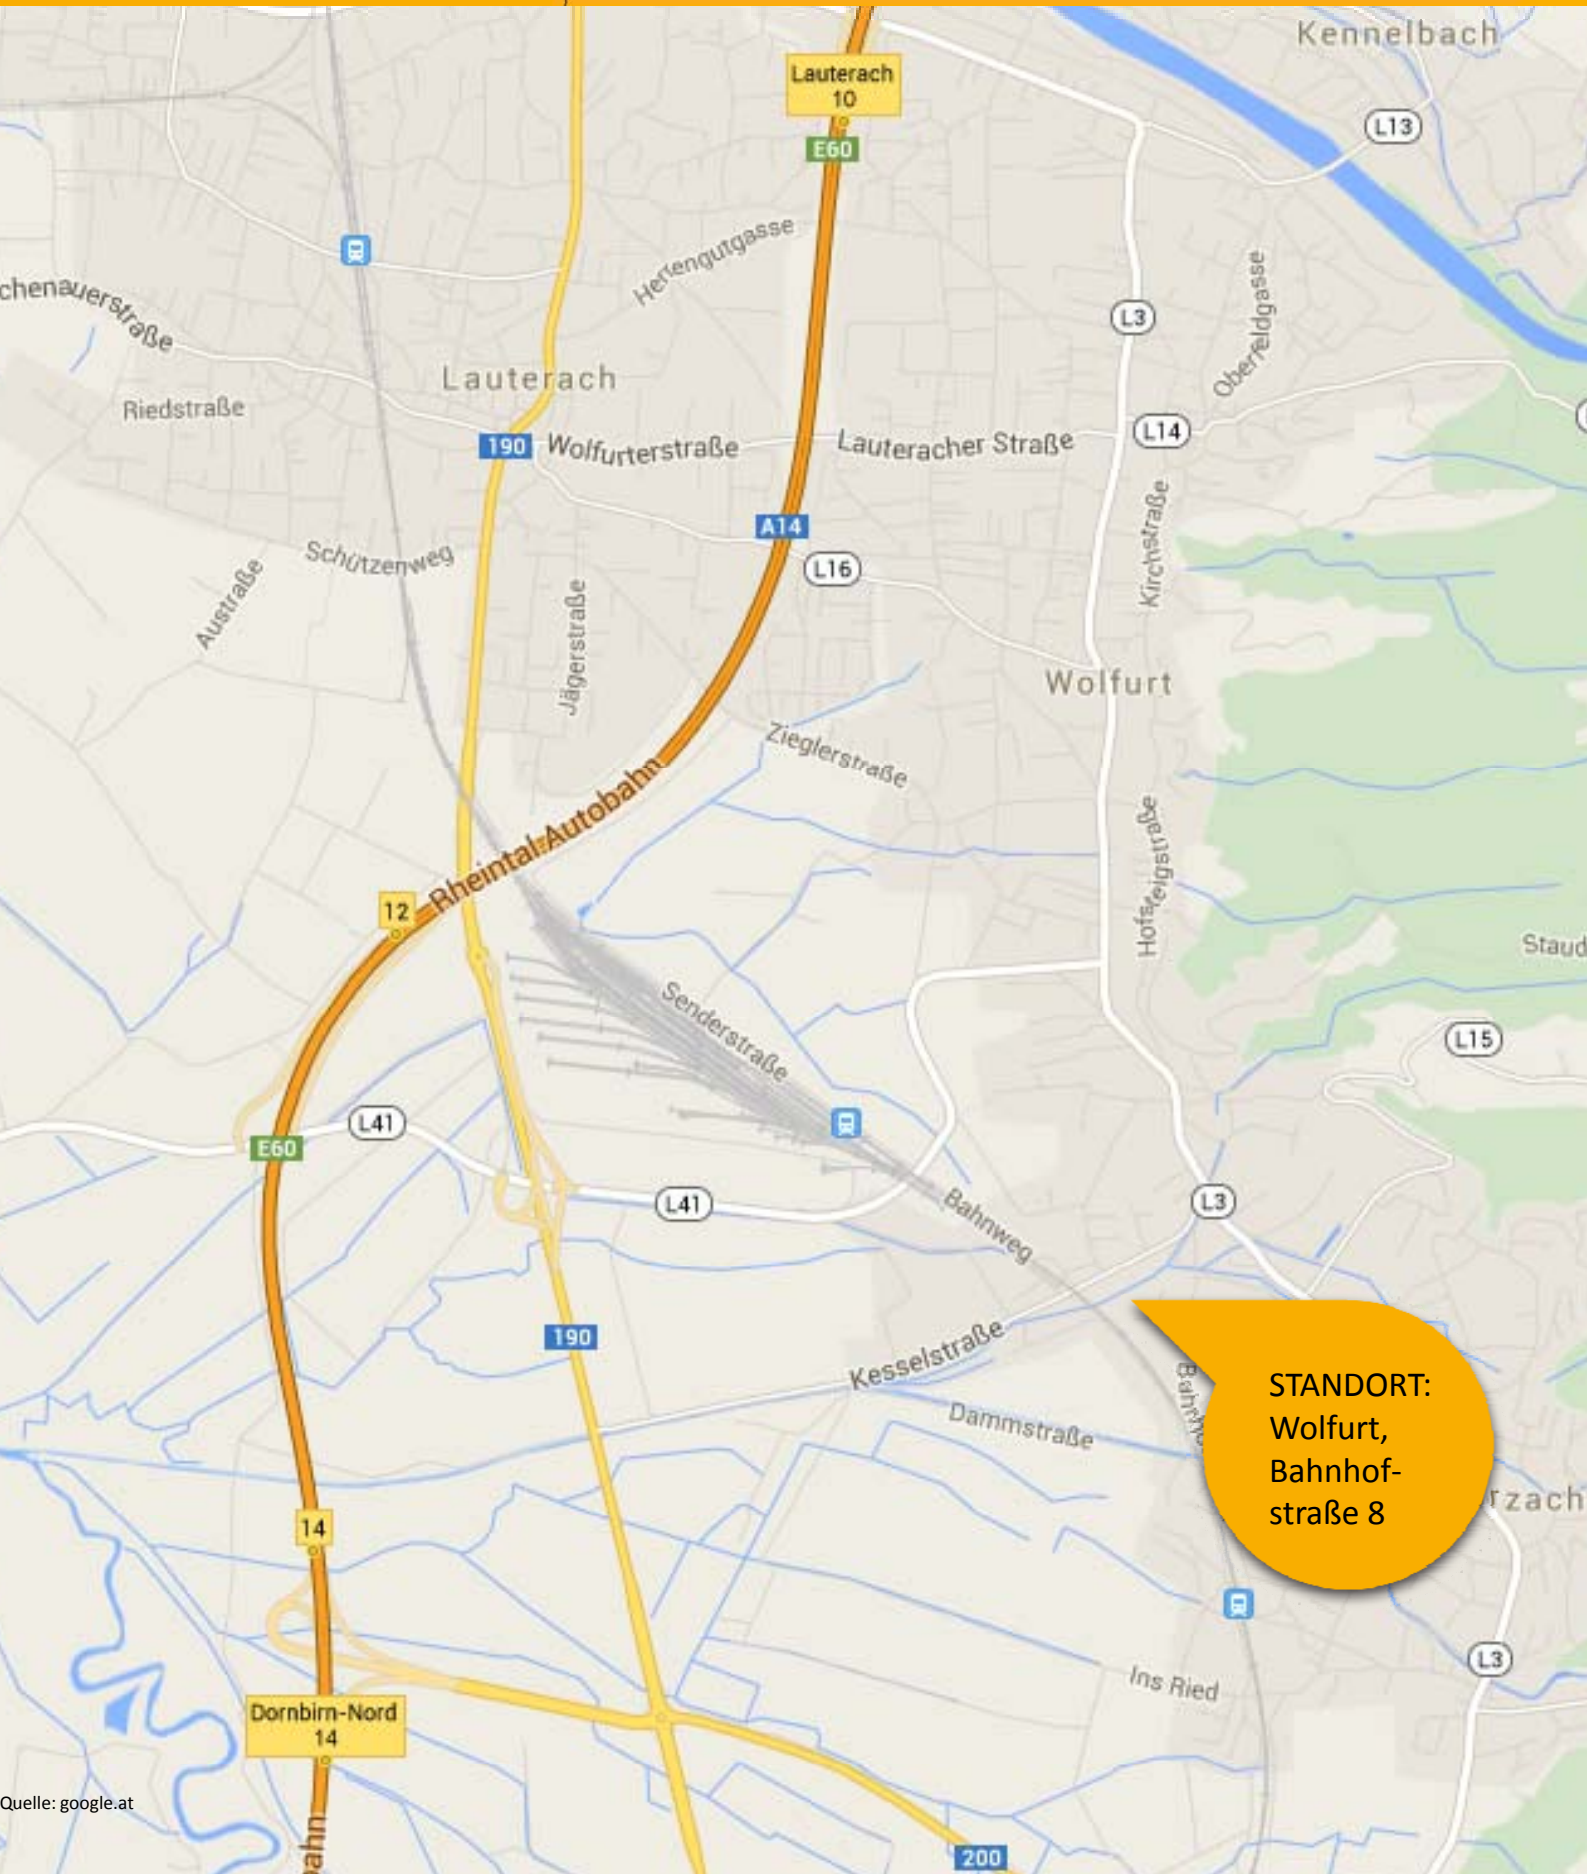 Kennelbach
Lauterach
10
L13
E60
Herrengutgasse
chenauerstraße
L3
Oberfeldgasse
Lauterach
Riedstraße
190
Wolfurterstraße
Lauteracher Straße
L14
A14
Schützenweg
L16
Kirchstraße
Austraße
Jägerstraße
Wolfurt
Zieglerstraße
Rheintal Autobahn
Hofsteigstraße
12
Staud
Senderstraße
L15
L41
E60
L41
L3
Bahnweg
190
Kesselstraße
STANDORT:
Wolfurt,
Bahnhof-
straße 8
Dammstraße
rzach
14
L3
Ins Ried
Dornbirn-Nord
14
Quelle: google.at
ahn
200